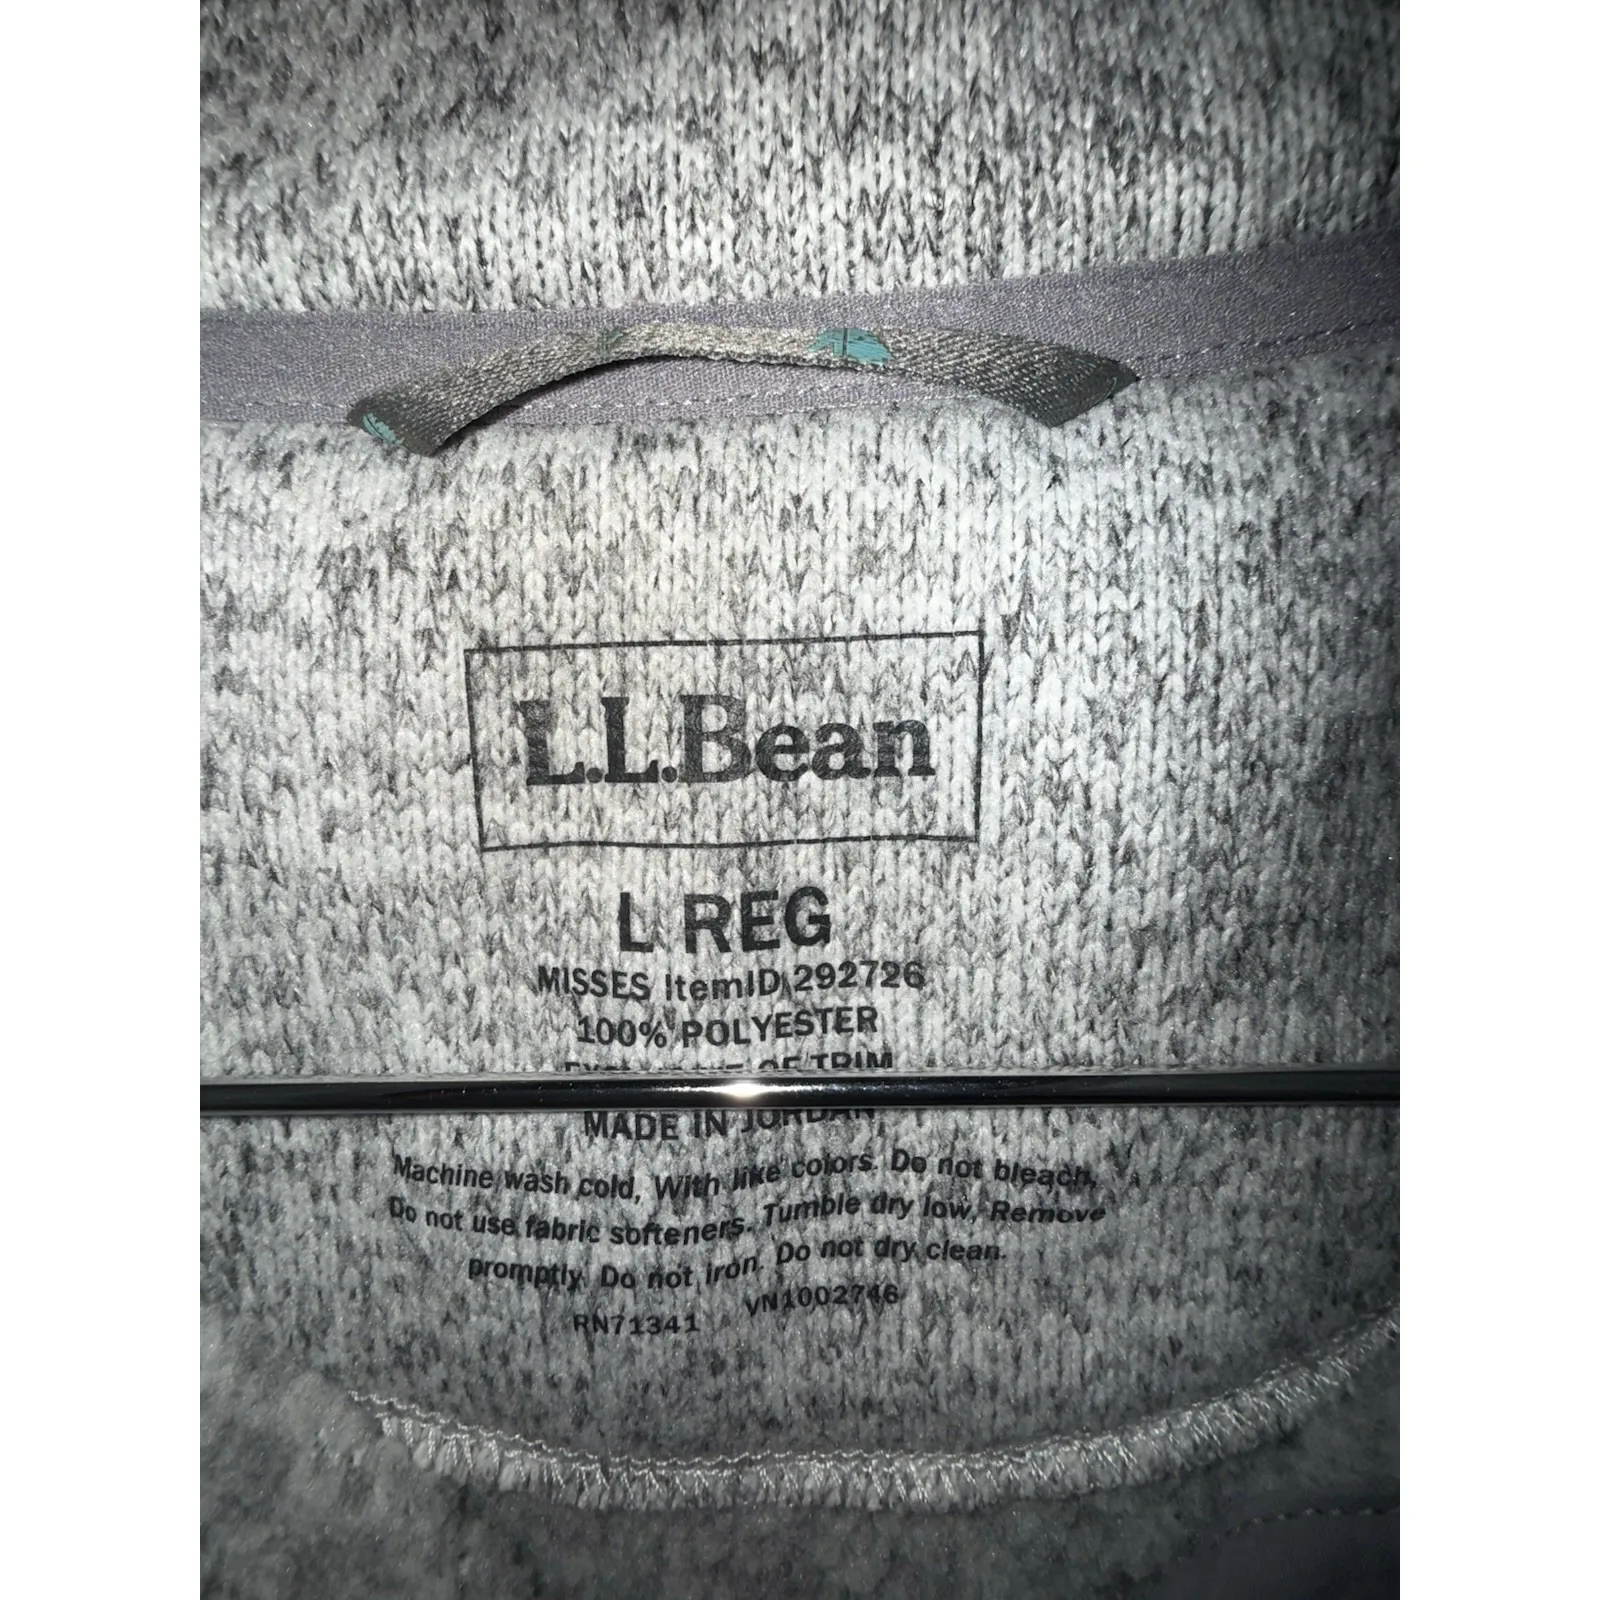 L.L.Bean
L REG
MISSES ItemID 292726
100% POLYESTER
OF TRIM
MADE IN JORDAN
Machine wash cold, With like colors. Do not bleach,
Do not use fabric softeners. Tumble dry low, Remove
promptly. Do not iron. Do not dry clean.
RN71341 VN1002746